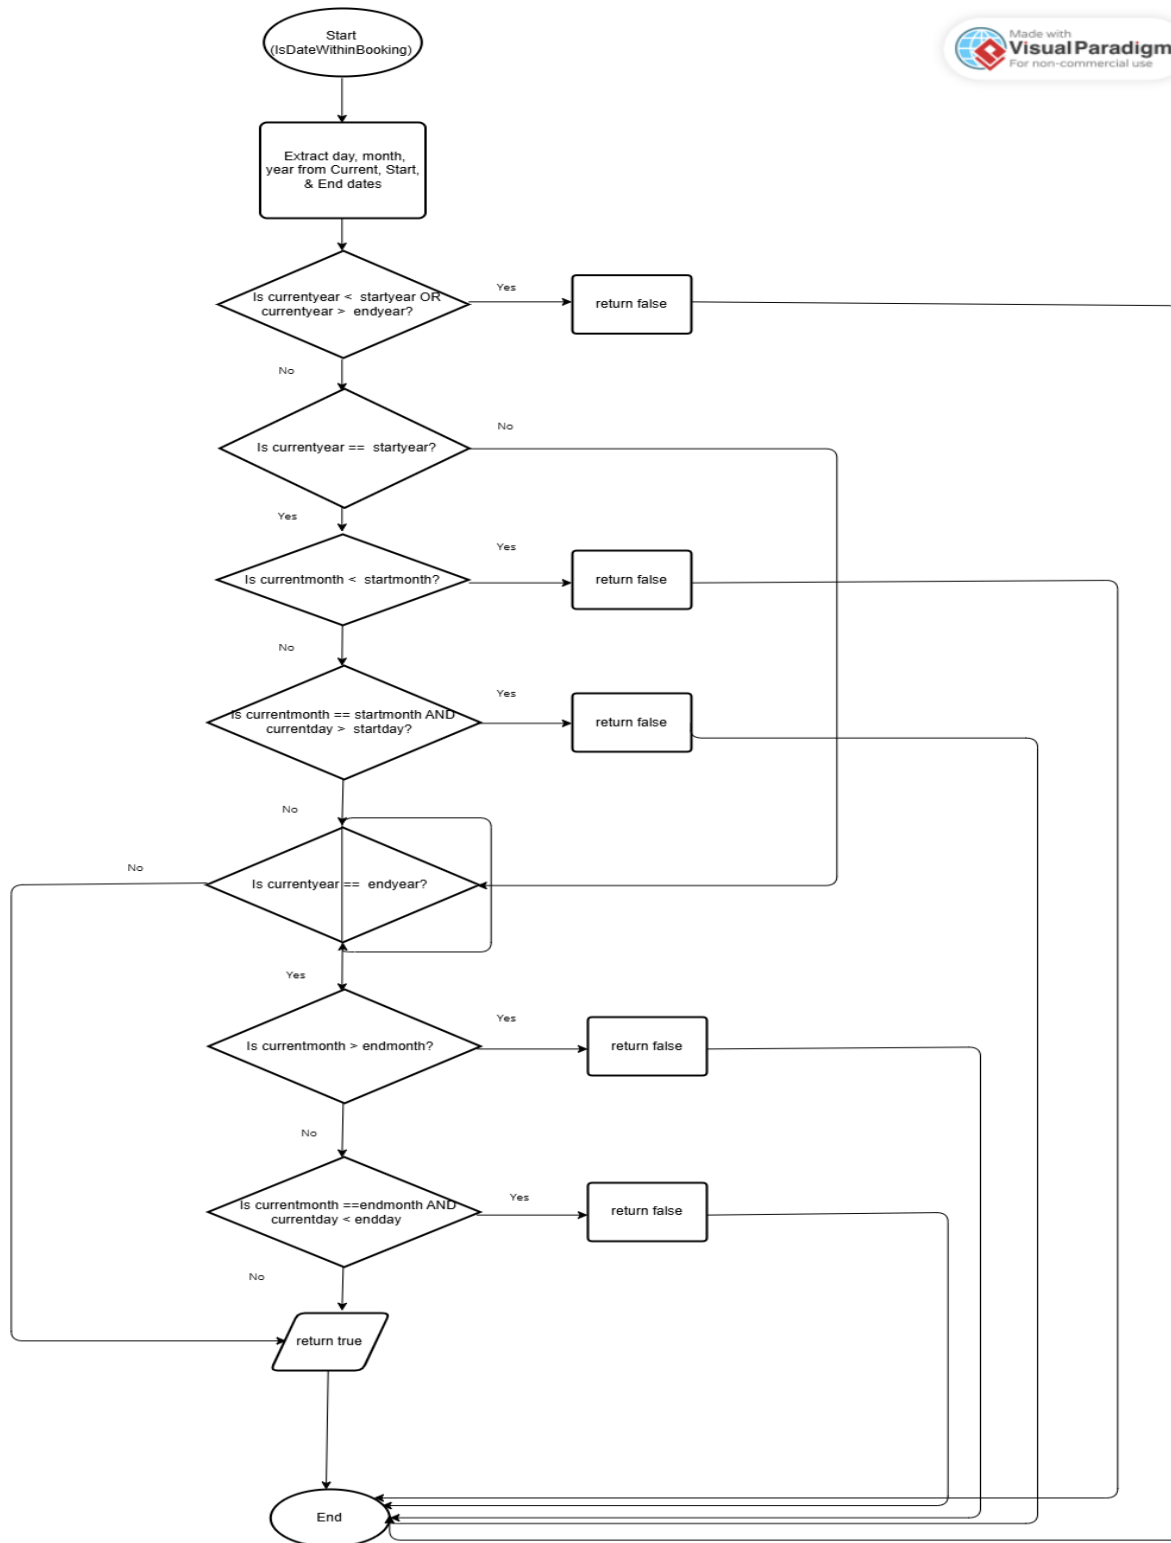 Start
(IsDateWithinBooking)
Made with
Visual Paradigm
For non-commercial use
Extract day, month,
year from Current, Start,
& End dates
Is currentyear < startyear OR
currentyear > endyear?
Yes
return false
No
Is currentyear == startyear?
No
Yes
Is currentmonth < startmonth?
Yes
return false
No
Is currentmonth == startmonth AND
currentday > startday?
Yes
return false
No
Is currentyear == endyear?
No
Yes
Is currentmonth > endmonth?
Yes
return false
No
Is currentmonth ==endmonth AND
currentday < endday
Yes
return false
No
return true
End